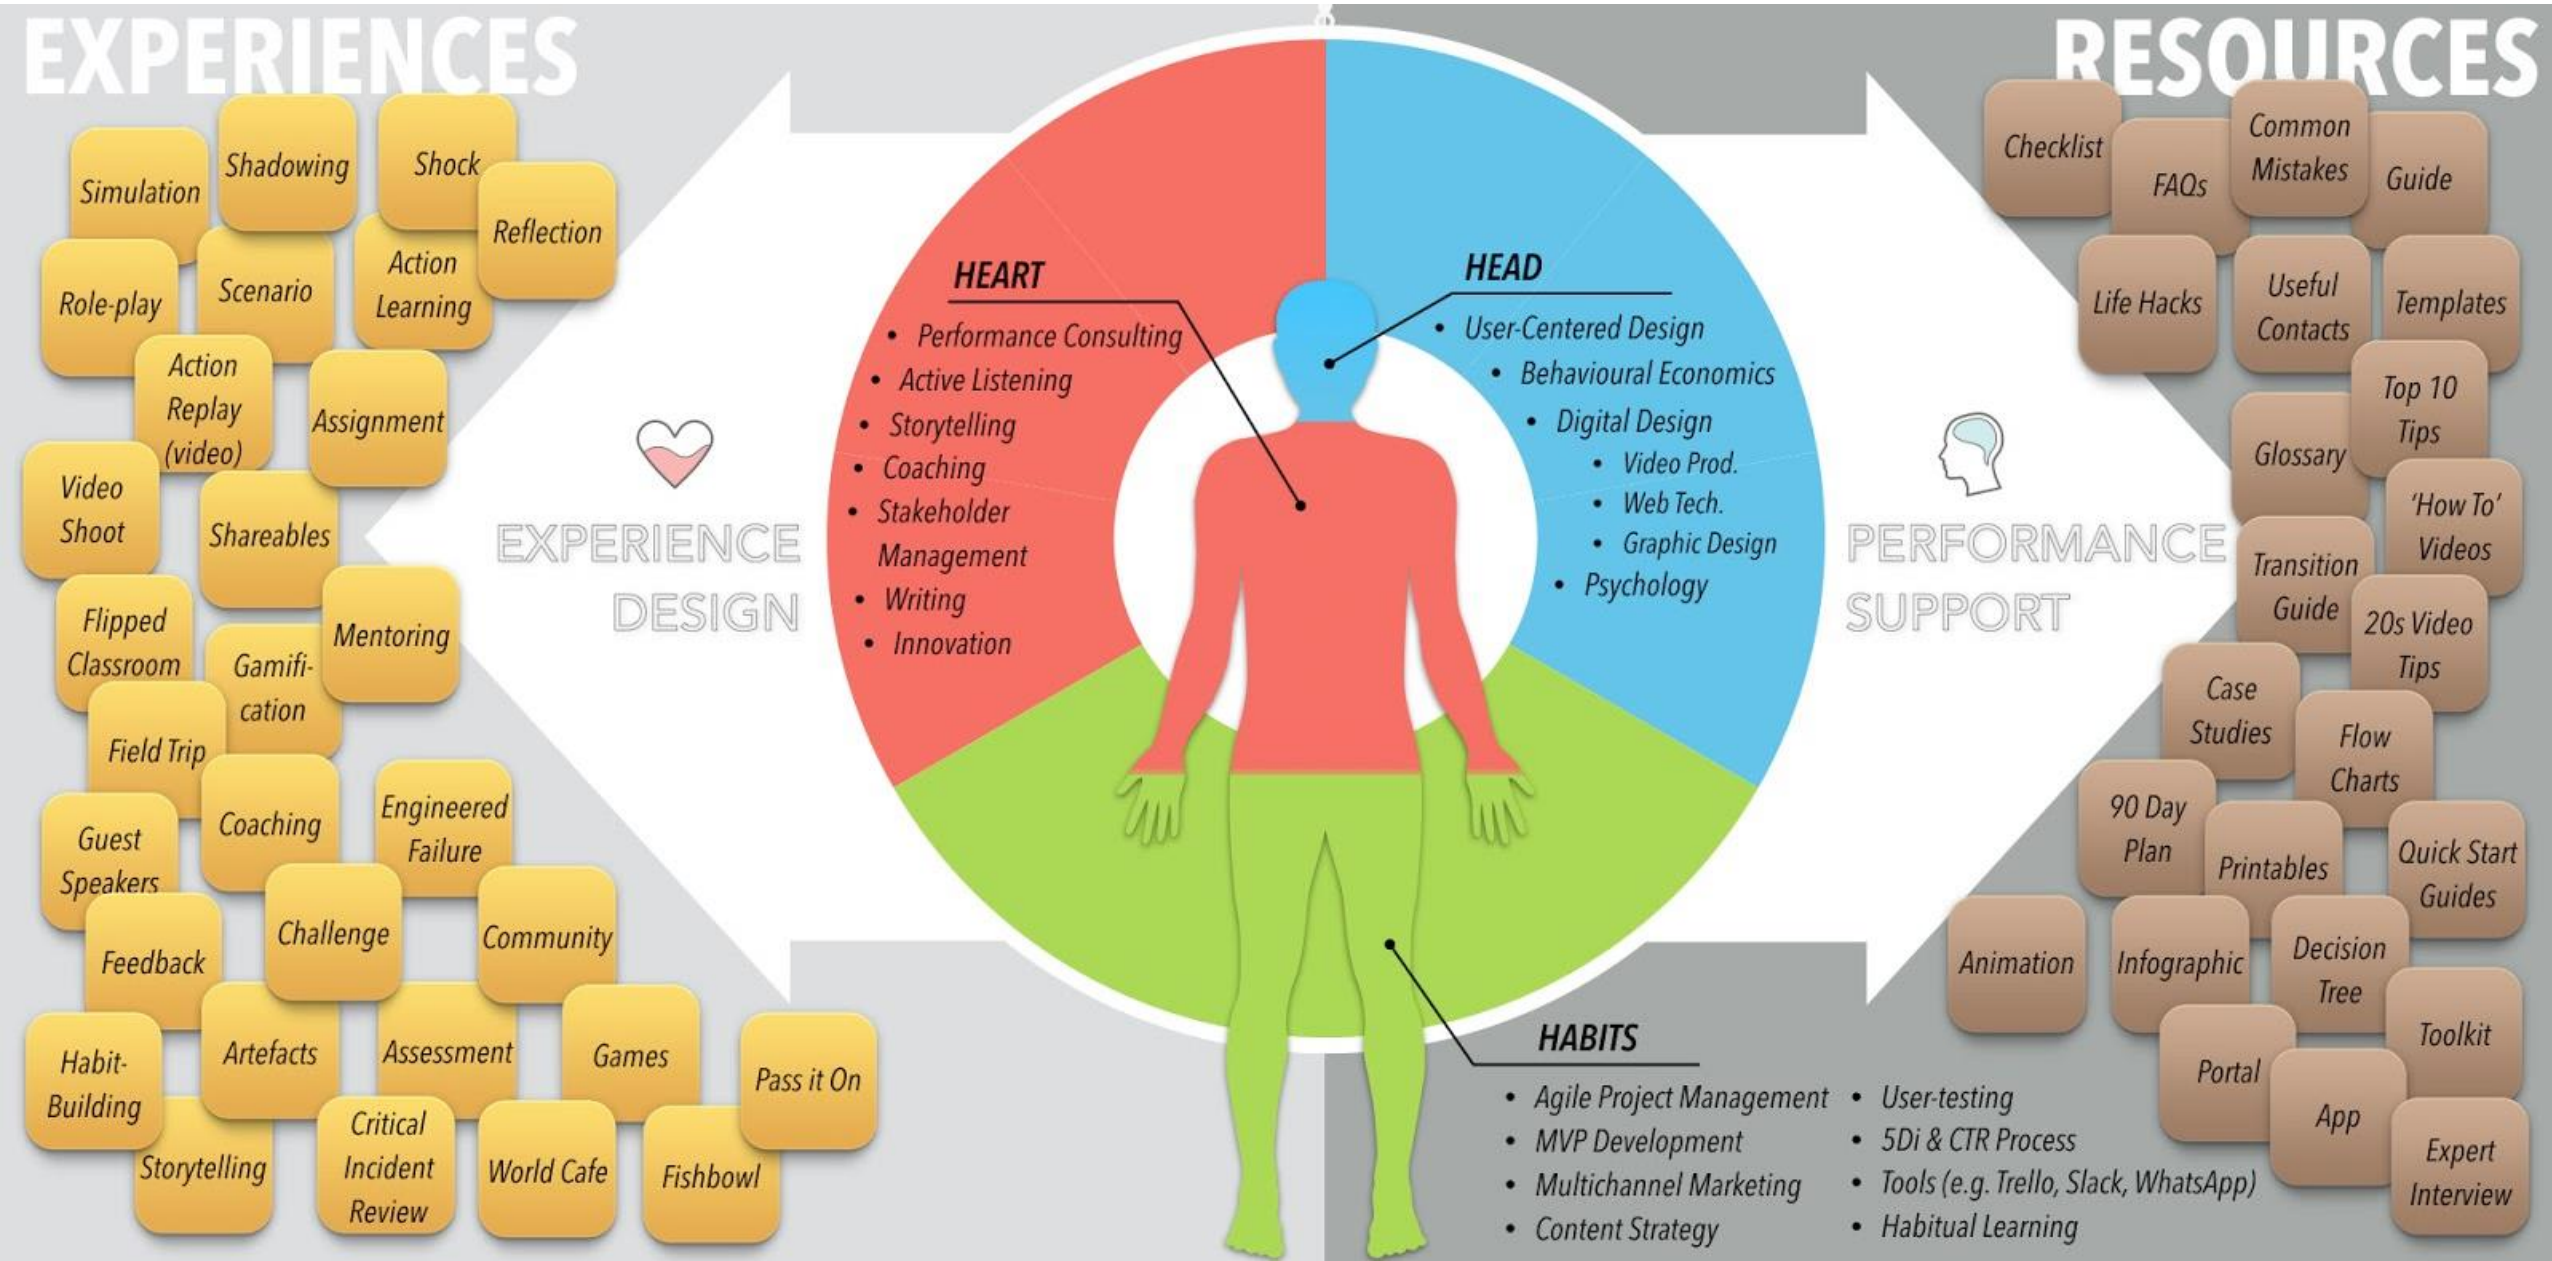 EXPERIENCES
Simulation
Shadowing
Shock
Reflection
Role-play
Scenario
Action
Learning
Action
Replay
(video)
Assignment
Video
Shoot
Shareables
Flipped
Classroom
Gamifi-
cation
Mentoring
Field Trip
Coaching
Engineered
Failure
Guest
Speakers
Challenge
Community
Feedback
Habit-
Building
Artefacts
Assessment
Games
Pass it On
Storytelling
Critical
Incident
Review
World Cafe
Fishbowl
EXPERIENCE
DESIGN
HEART
• Performance Consulting
• Active Listening
• Storytelling
• Coaching
• Stakeholder
Management
• Writing
• Innovation
HEAD
• User-Centered Design
• Behavioural Economics
• Digital Design
• Video Prod.
• Web Tech.
• Graphic Design
• Psychology
HABITS
• Agile Project Management
• MVP Development
• Multichannel Marketing
• Content Strategy
• User-testing
• 5Di & CTR Process
• Tools (e.g. Trello, Slack, WhatsApp)
• Habitual Learning
PERFORMANCE
SUPPORT
RESOURCES
Checklist
FAQs
Common
Mistakes
Guide
Life Hacks
Useful
Contacts
Templates
Top 10
Tips
Glossary
'How To'
Videos
Transition
Guide
20s Video
Tips
Case
Studies
Flow
Charts
90 Day
Plan
Printables
Quick Start
Guides
Animation
Infographic
Decision
Tree
Toolkit
Portal
App
Expert
Interview